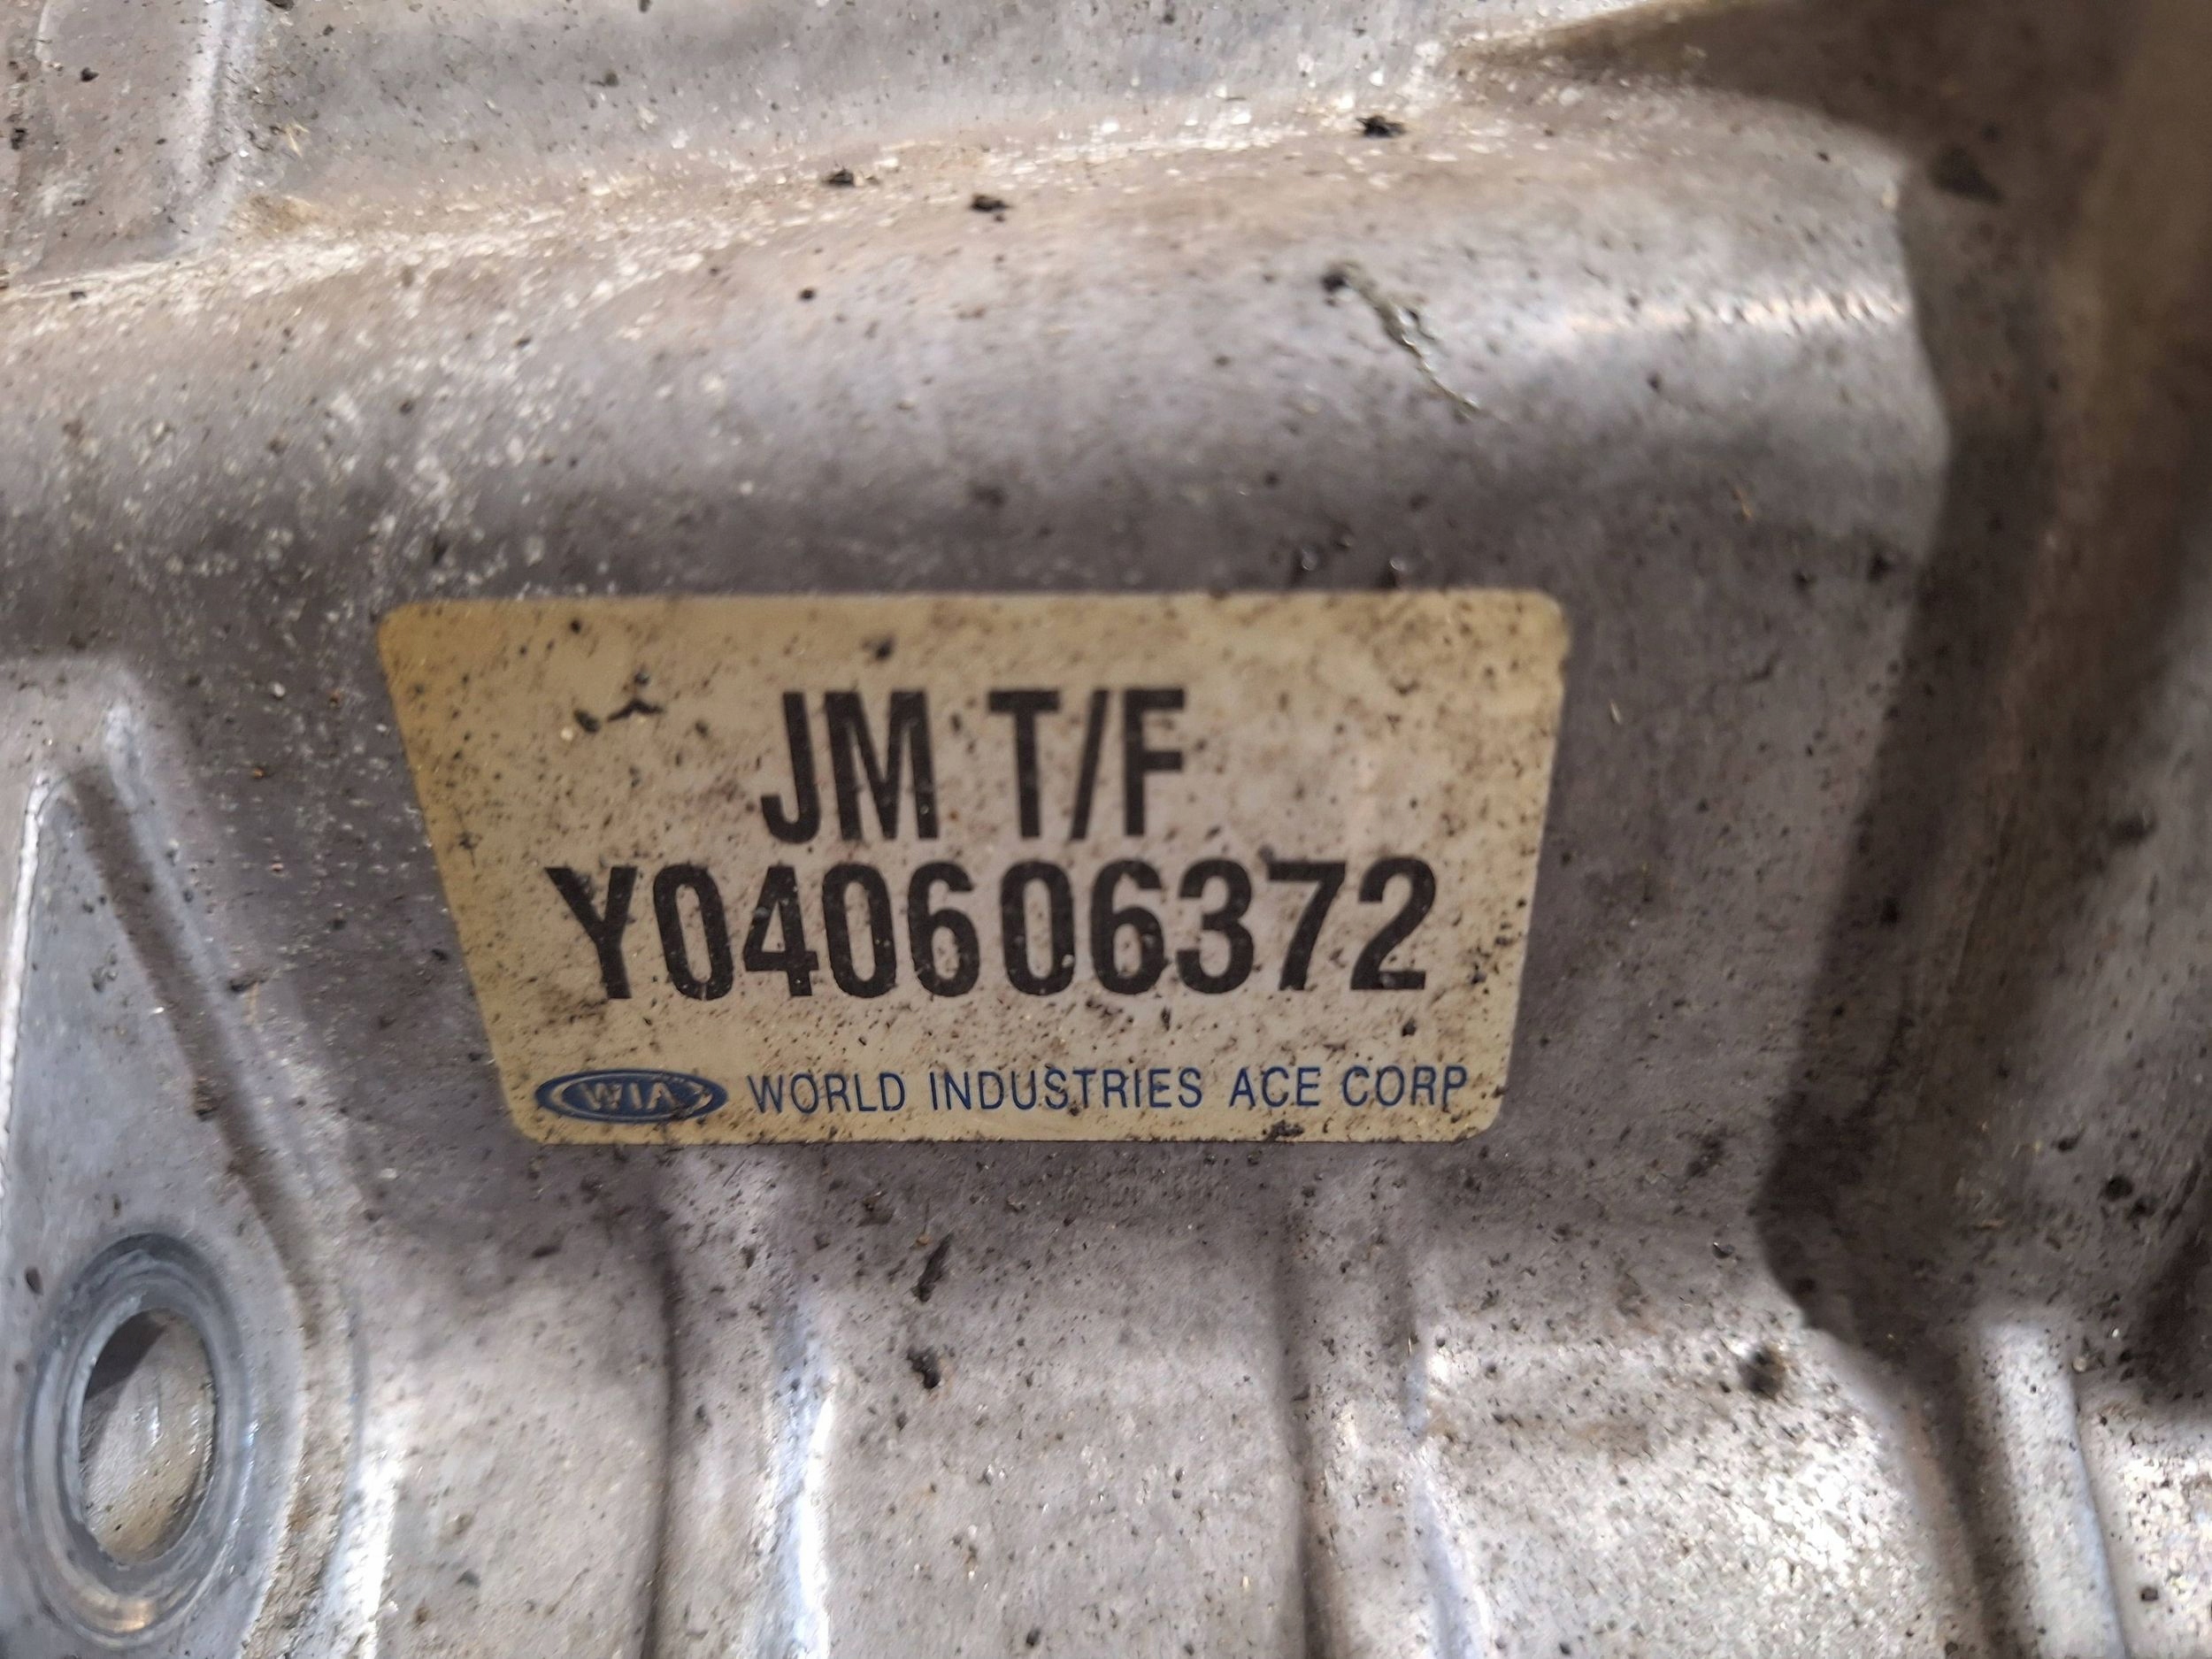 JM T/F
Y040606372
WIA WORLD INDUSTRIES ACE CORP